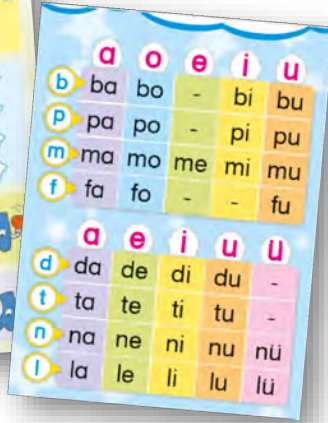 a o e i u
b ba bo - bi bu
p pa po - pi pu
m ma mo me mi mu
f fa fo - - fu
a e i u ü
d da de di du -
t ta te ti tu -
n na ne ni nu nü
l la le li lu lü